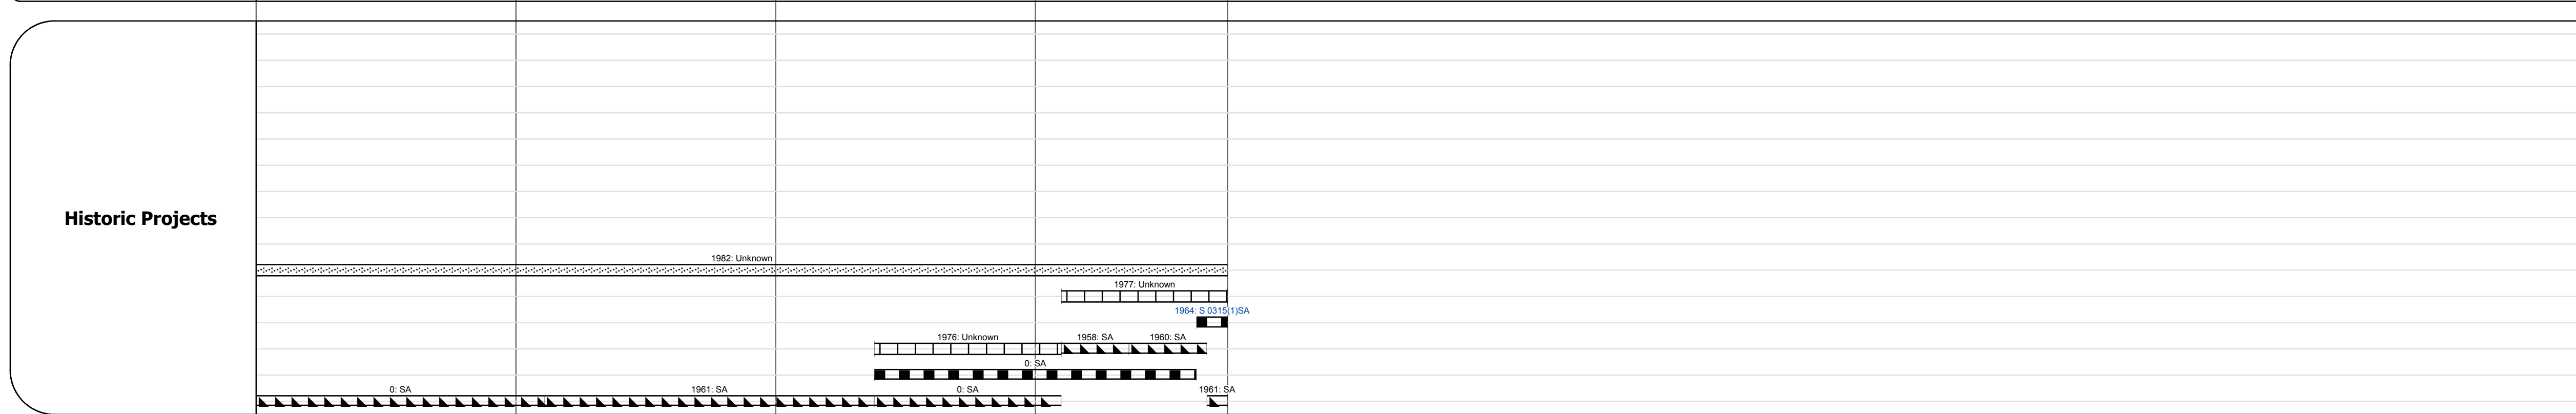 Historic Projects
1982: Unknown
1977: Unknown
1964: S 0315(1)SA
1976: Unknown
1958: SA
1960: SA
0: SA
0: SA
1961: SA
0: SA
1961: SA